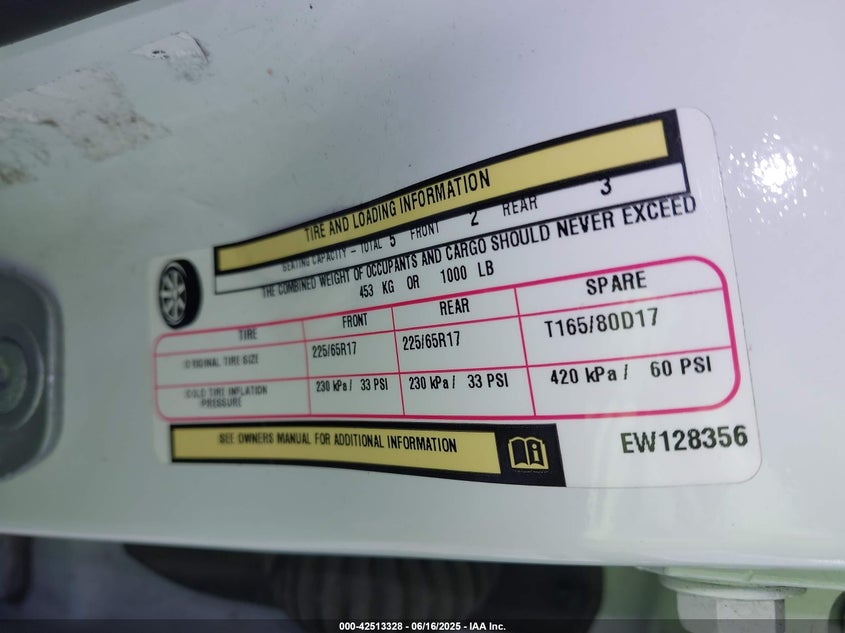 TIRE AND LOADING INFORMATION
SEATING CAPACITY - TOTAL 5 FRONT 2 REAR 3
THE COMBINED WEIGHT OF OCCUPANTS AND CARGO SHOULD NEVER EXCEED
453 KG OR 1000 LB
TIRE FRONT REAR SPARE
ORIGINAL TIRE SIZE 225/65R17 225/65R17 T165/80D17
COLD TIRE INFLATION PRESSURE 230 kPa / 33 PSI 230 kPa / 33 PSI 420 kPa / 60 PSI
SEE OWNERS MANUAL FOR ADDITIONAL INFORMATION
EW128356
000-42513328 - 06/16/2025 - IAA Inc.